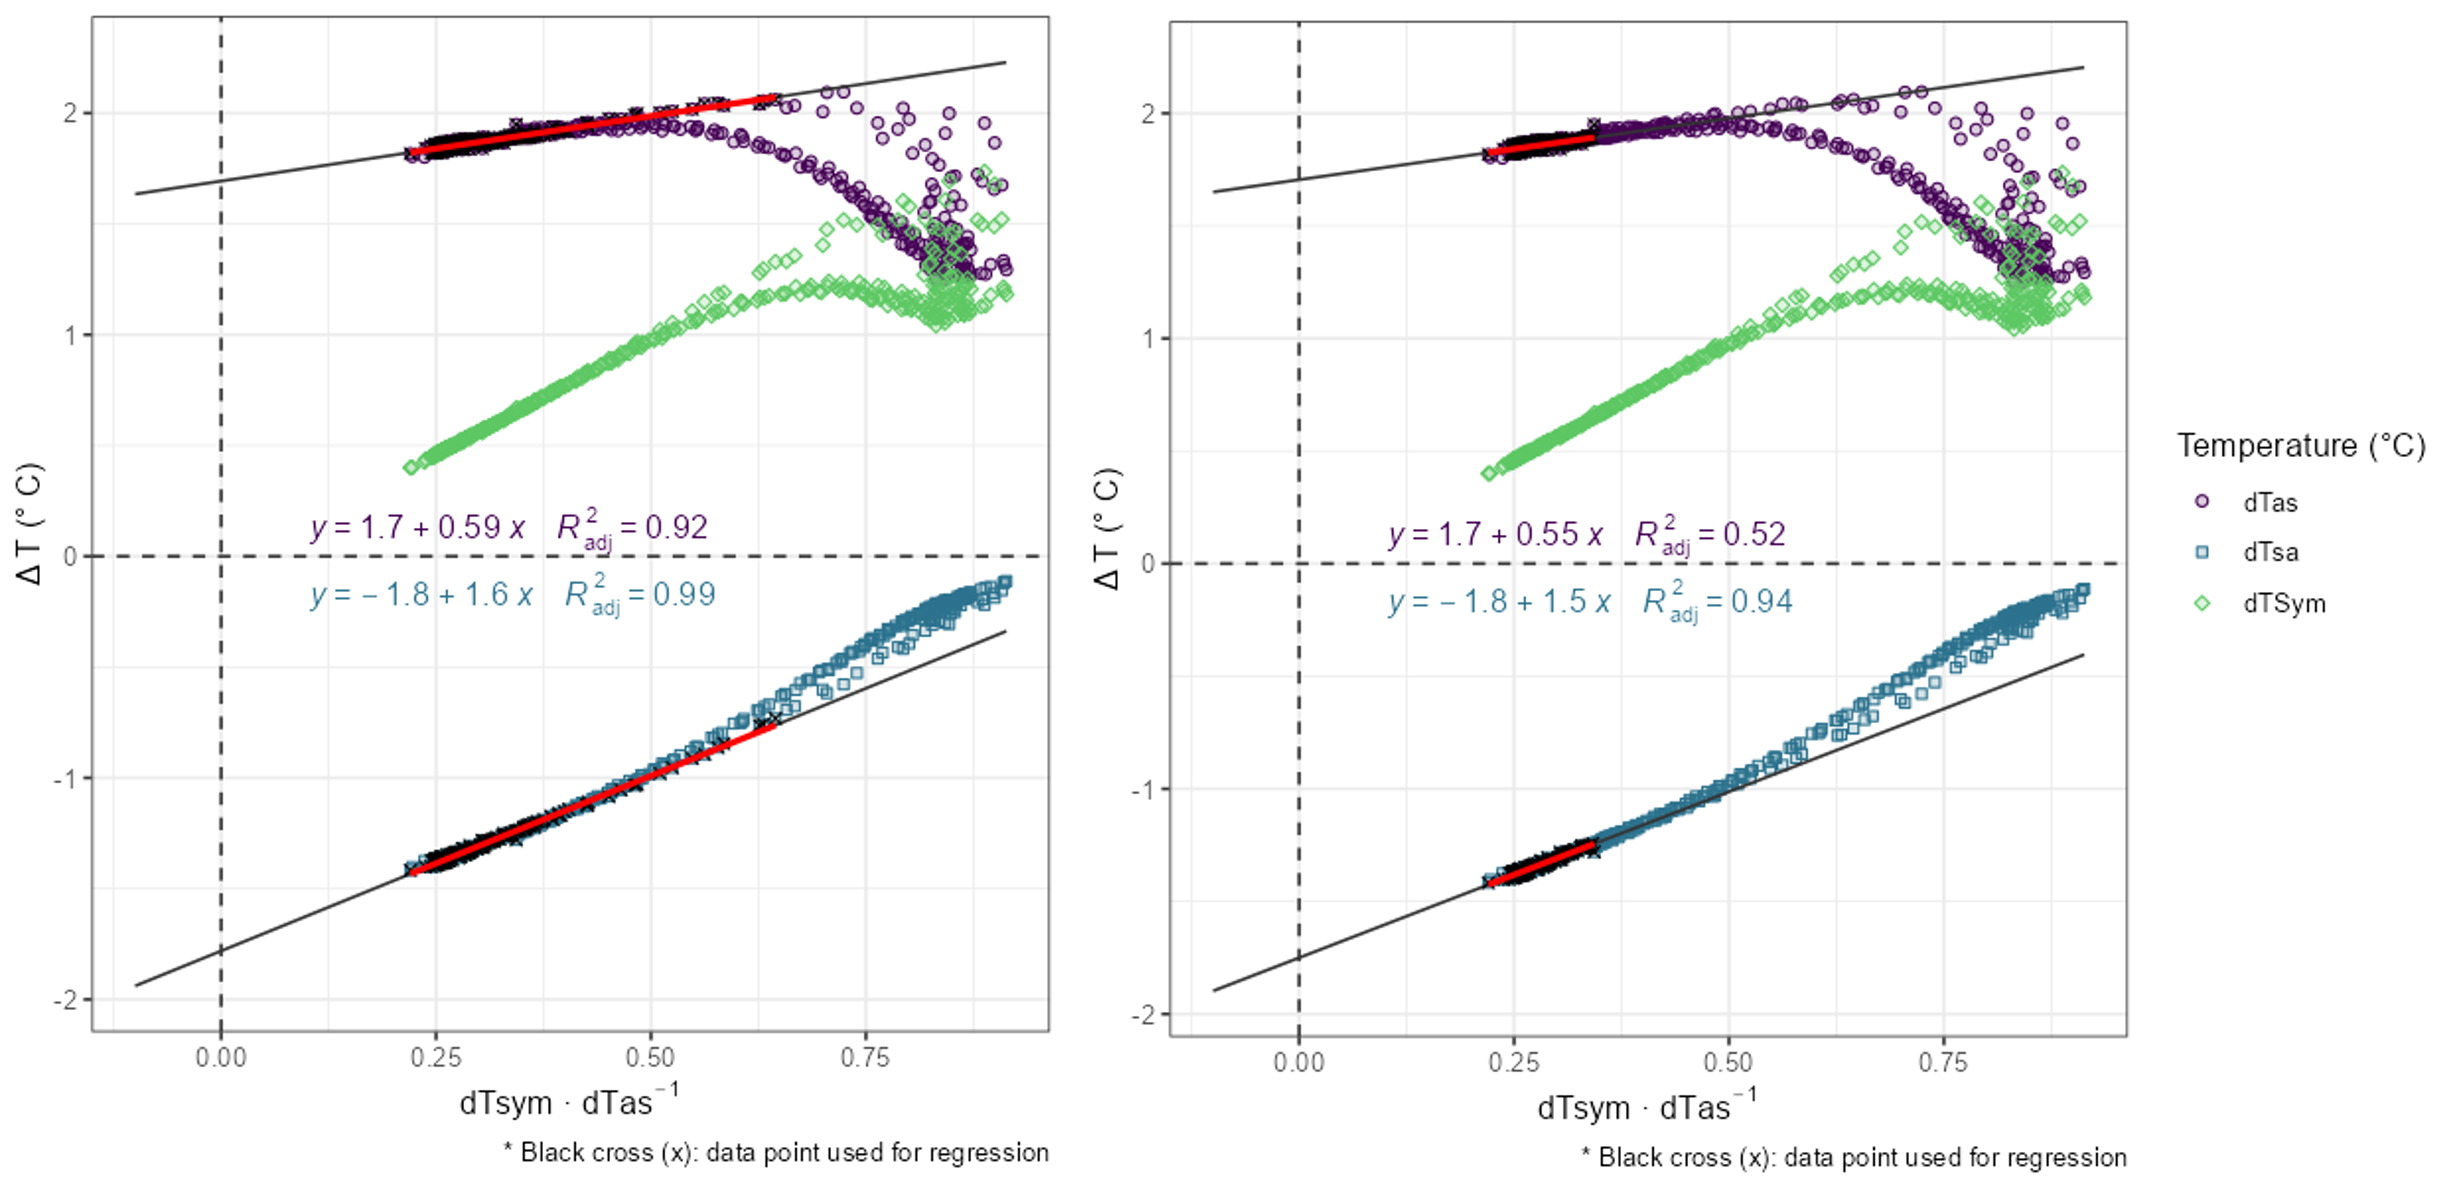 2
1
0
-1
-2
Δ T (° C)
y = 1.7 + 0.59 x R²adj = 0.92
y = − 1.8 + 1.6 x R²adj = 0.99
0.00 0.25 0.50 0.75
dTsym · dTas⁻¹
* Black cross (x): data point used for regression
2
1
0
-1
-2
Δ T (° C)
y = 1.7 + 0.55 x R²adj = 0.52
y = − 1.8 + 1.5 x R²adj = 0.94
0.00 0.25 0.50 0.75
dTsym · dTas⁻¹
* Black cross (x): data point used for regression
Temperature (°C)
dTas
dTsa
dTSym